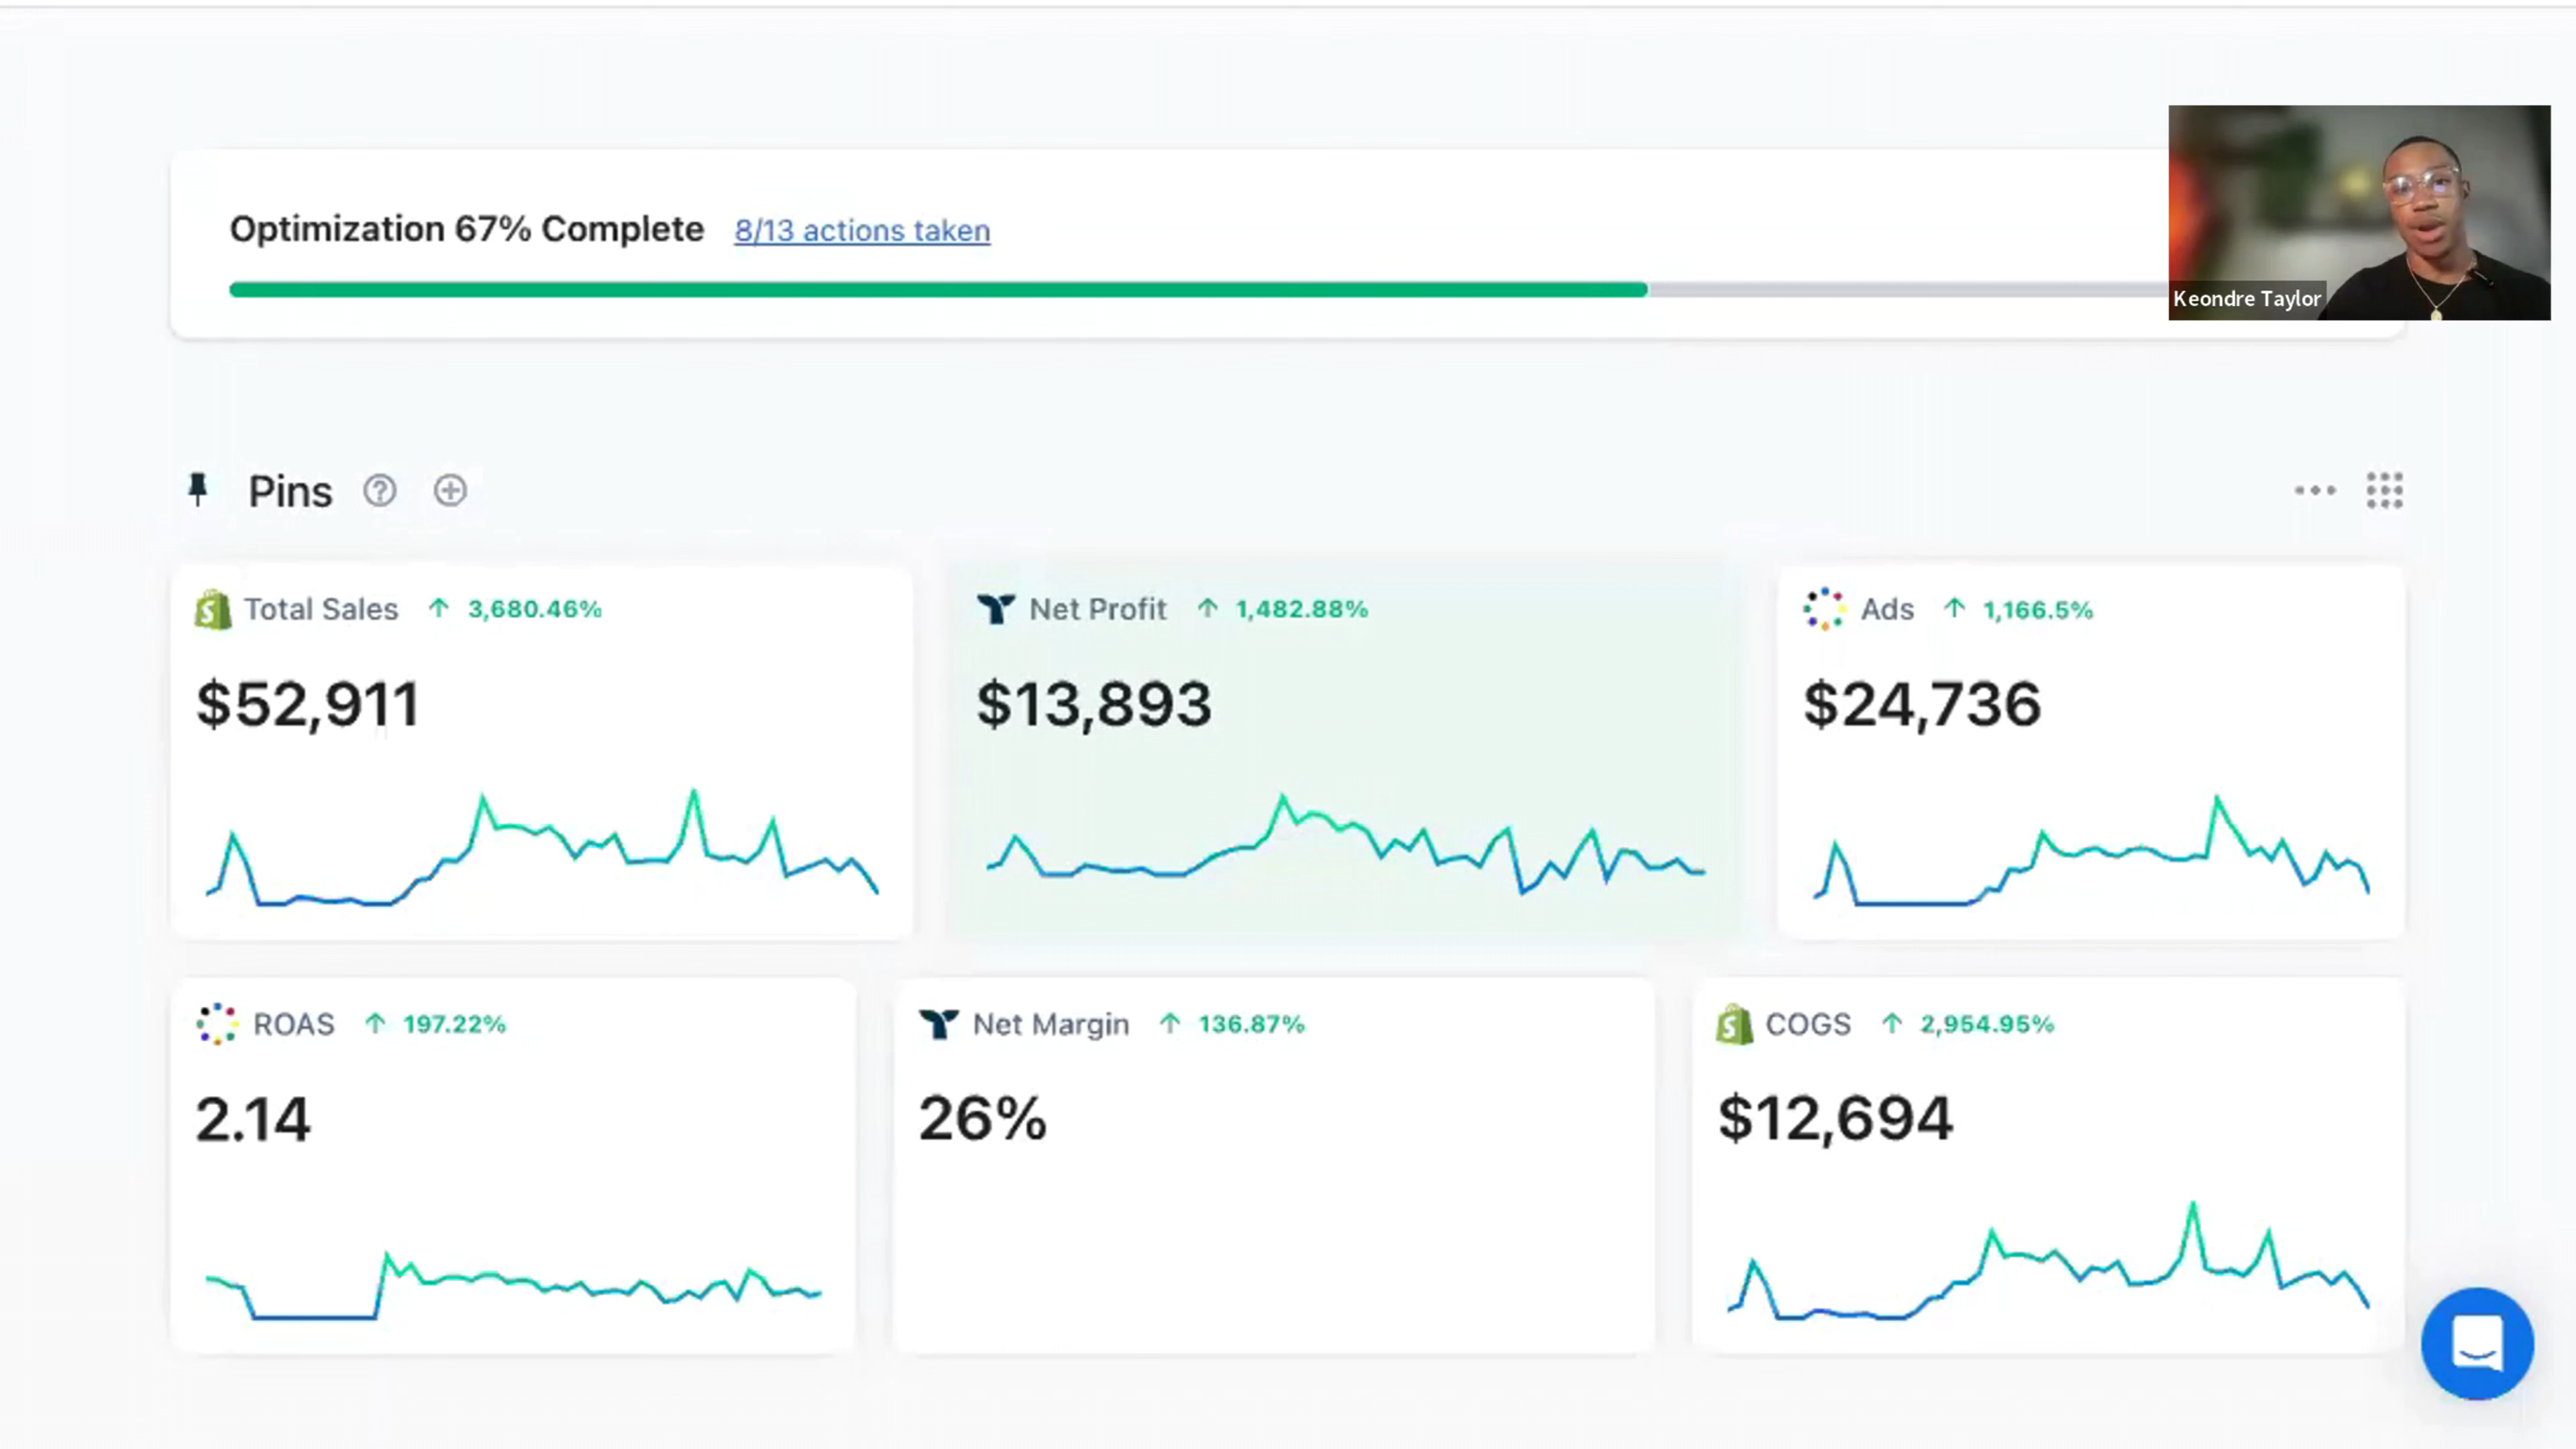 Optimization 67% Complete 8/13 actions taken
Keondre Taylor
Pins
Total Sales ↑ 3,680.46%
$52,911
Net Profit ↑ 1,482.88%
$13,893
Ads ↑ 1,166.5%
$24,736
ROAS ↑ 197.22%
2.14
Net Margin ↑ 136.87%
26%
COGS ↑ 2,954.95%
$12,694